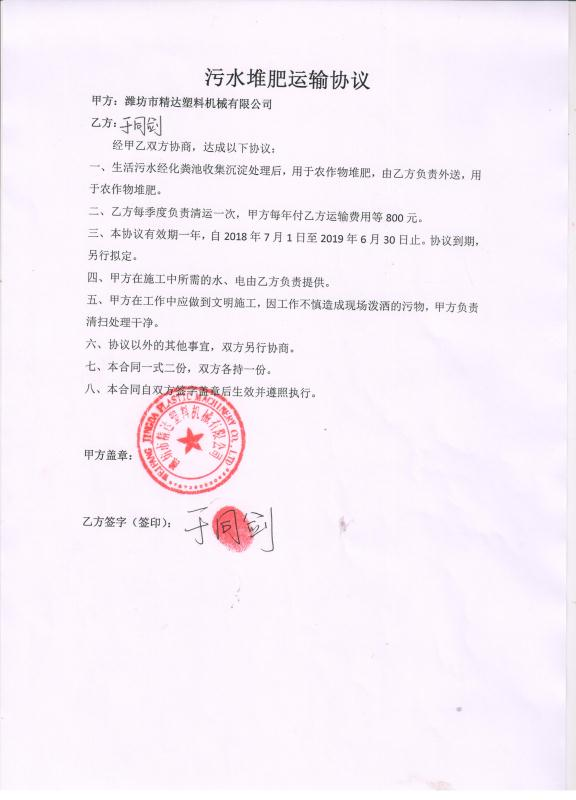 污水堆肥运输协议
甲方：潍坊市精达塑料机械有限公司
乙方：于同剑
经甲乙双方协商，达成以下协议：
一、生活污水经化粪池收集沉淀处理后，用于农作物堆肥，由乙方负责外送，用
于农作物堆肥。
二、乙方每季度负责清运一次，甲方每年付乙方运输费用等 800 元。
三、本协议有效期一年，自 2018 年 7 月 1 日至 2019 年 6 月 30 日止。协议到期，
另行拟定。
四、甲方在施工中所需的水、电由乙方负责提供。
五、甲方在工作中应做到文明施工，因工作不慎造成现场泼洒的污物，甲方负责
清扫处理干净。
六、协议以外的其他事宜，双方另行协商。
七、本合同一式二份，双方各持一份。
八、本合同自双方签字盖章后生效并遵照执行。
WEIFANG JINGDA PLASTIC MACHINERY CO., LTD
潍坊市精达塑料机械有限公司
甲方盖章：
乙方签字（签印）：于同剑